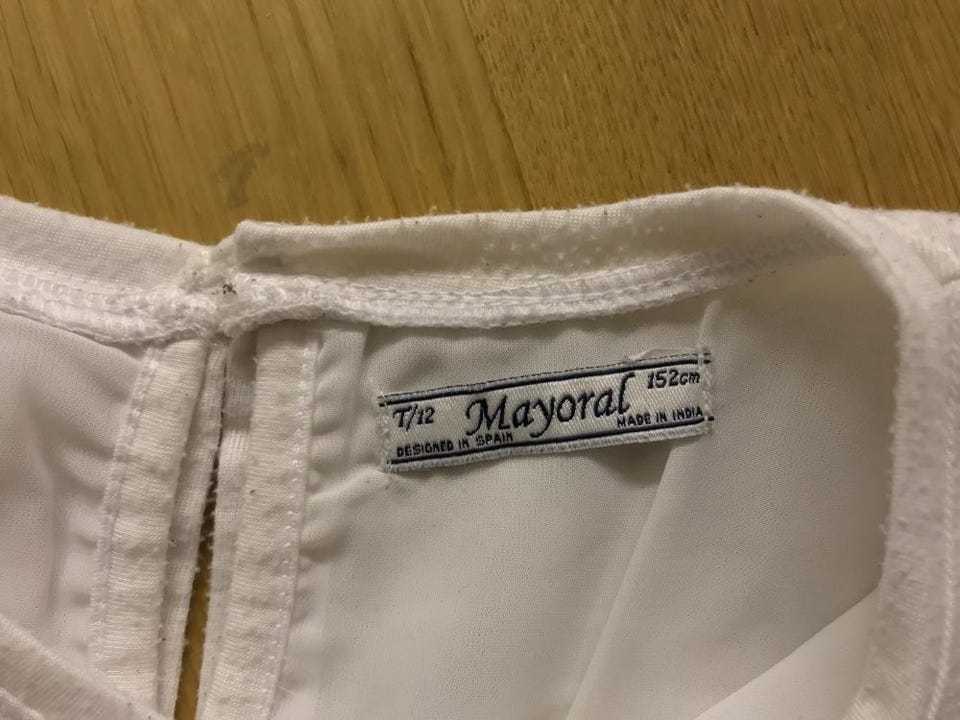 T/12 Mayoral 152cm
DESIGNED IN SPAIN MADE IN INDIA